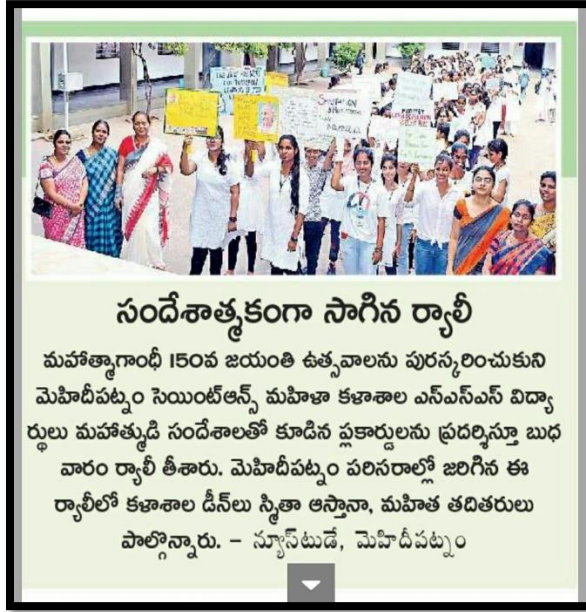 సందేశాత్మకంగా సాగిన ర్యాలీ
మహాత్మాగాంధీ 150వ జయంతి ఉత్సవాలను పురస్కరించుకుని
మెహిదీపట్నం సెయింట్ఆన్స్ మహిళా కళాశాల ఎన్ఎస్ఎస్ విద్యా
ర్థులు మహాత్ముడి సందేశాలతో కూడిన ప్లకార్డులను ప్రదర్శిస్తూ బుధ
వారం ర్యాలీ తీశారు. మెహిదీపట్నం పరిసరాల్లో జరిగిన ఈ
ర్యాలీలో కళాశాల డీన్‌లు స్మితా ఆస్తానా, మహిత తదితరులు
పాల్గొన్నారు. – న్యూస్‌టుడే, మెహిదీపట్నం